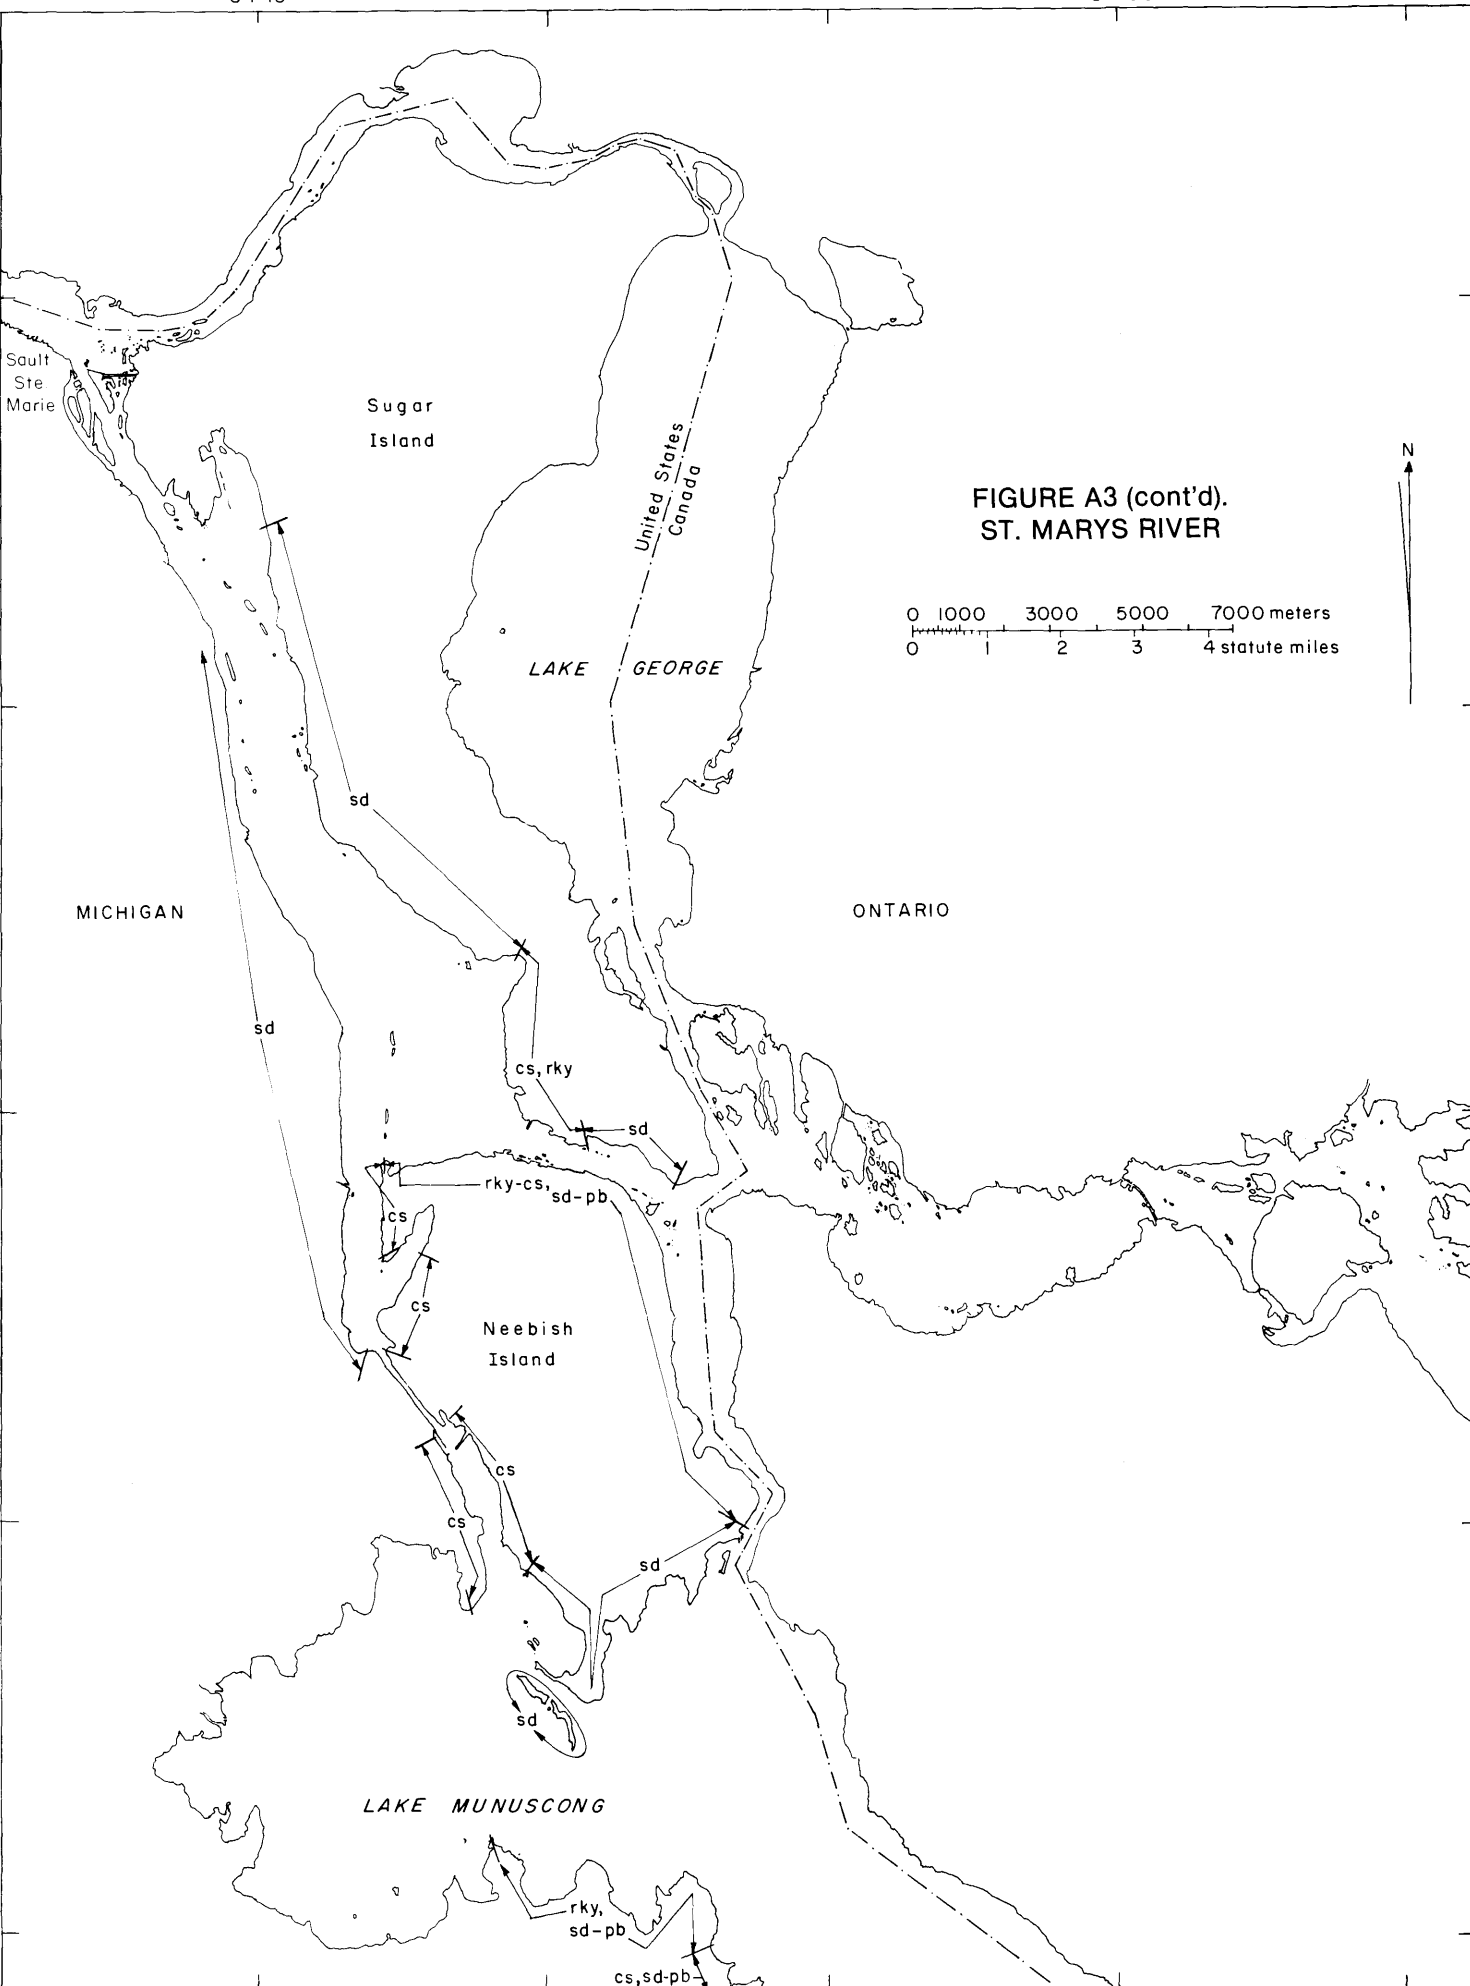 Sault
Ste.
Marie
Sugar
Island
United States
Canada
N
FIGURE A3 (cont'd).
ST. MARYS RIVER
0 1000 3000 5000 7000 meters
0 1 2 3 4 statute miles
LAKE GEORGE
sd
MICHIGAN
ONTARIO
sd
cs, rky
sd
rky-cs, sd-pb
cs
cs
Neebish
Island
cs
cs
sd
sd
LAKE MUNUSCONG
rky,
sd-pb
cs, sd-pb